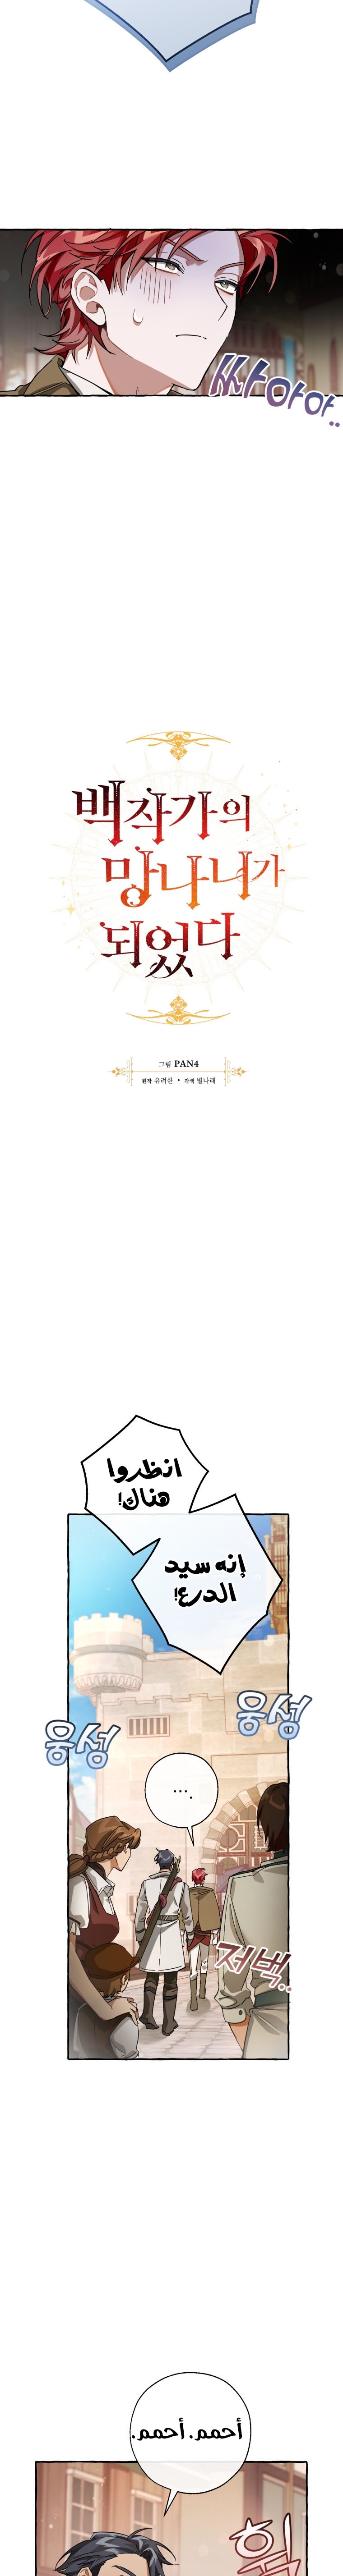 쏴아아..
백작가의
망나니가
되었다
그림 PAN4
원작 유려한 • 각색 별나래
انظروا
هناك!
إنه سيد
الدرع!
웅성
웅성
...
저벅..
أحمم. أحمم.